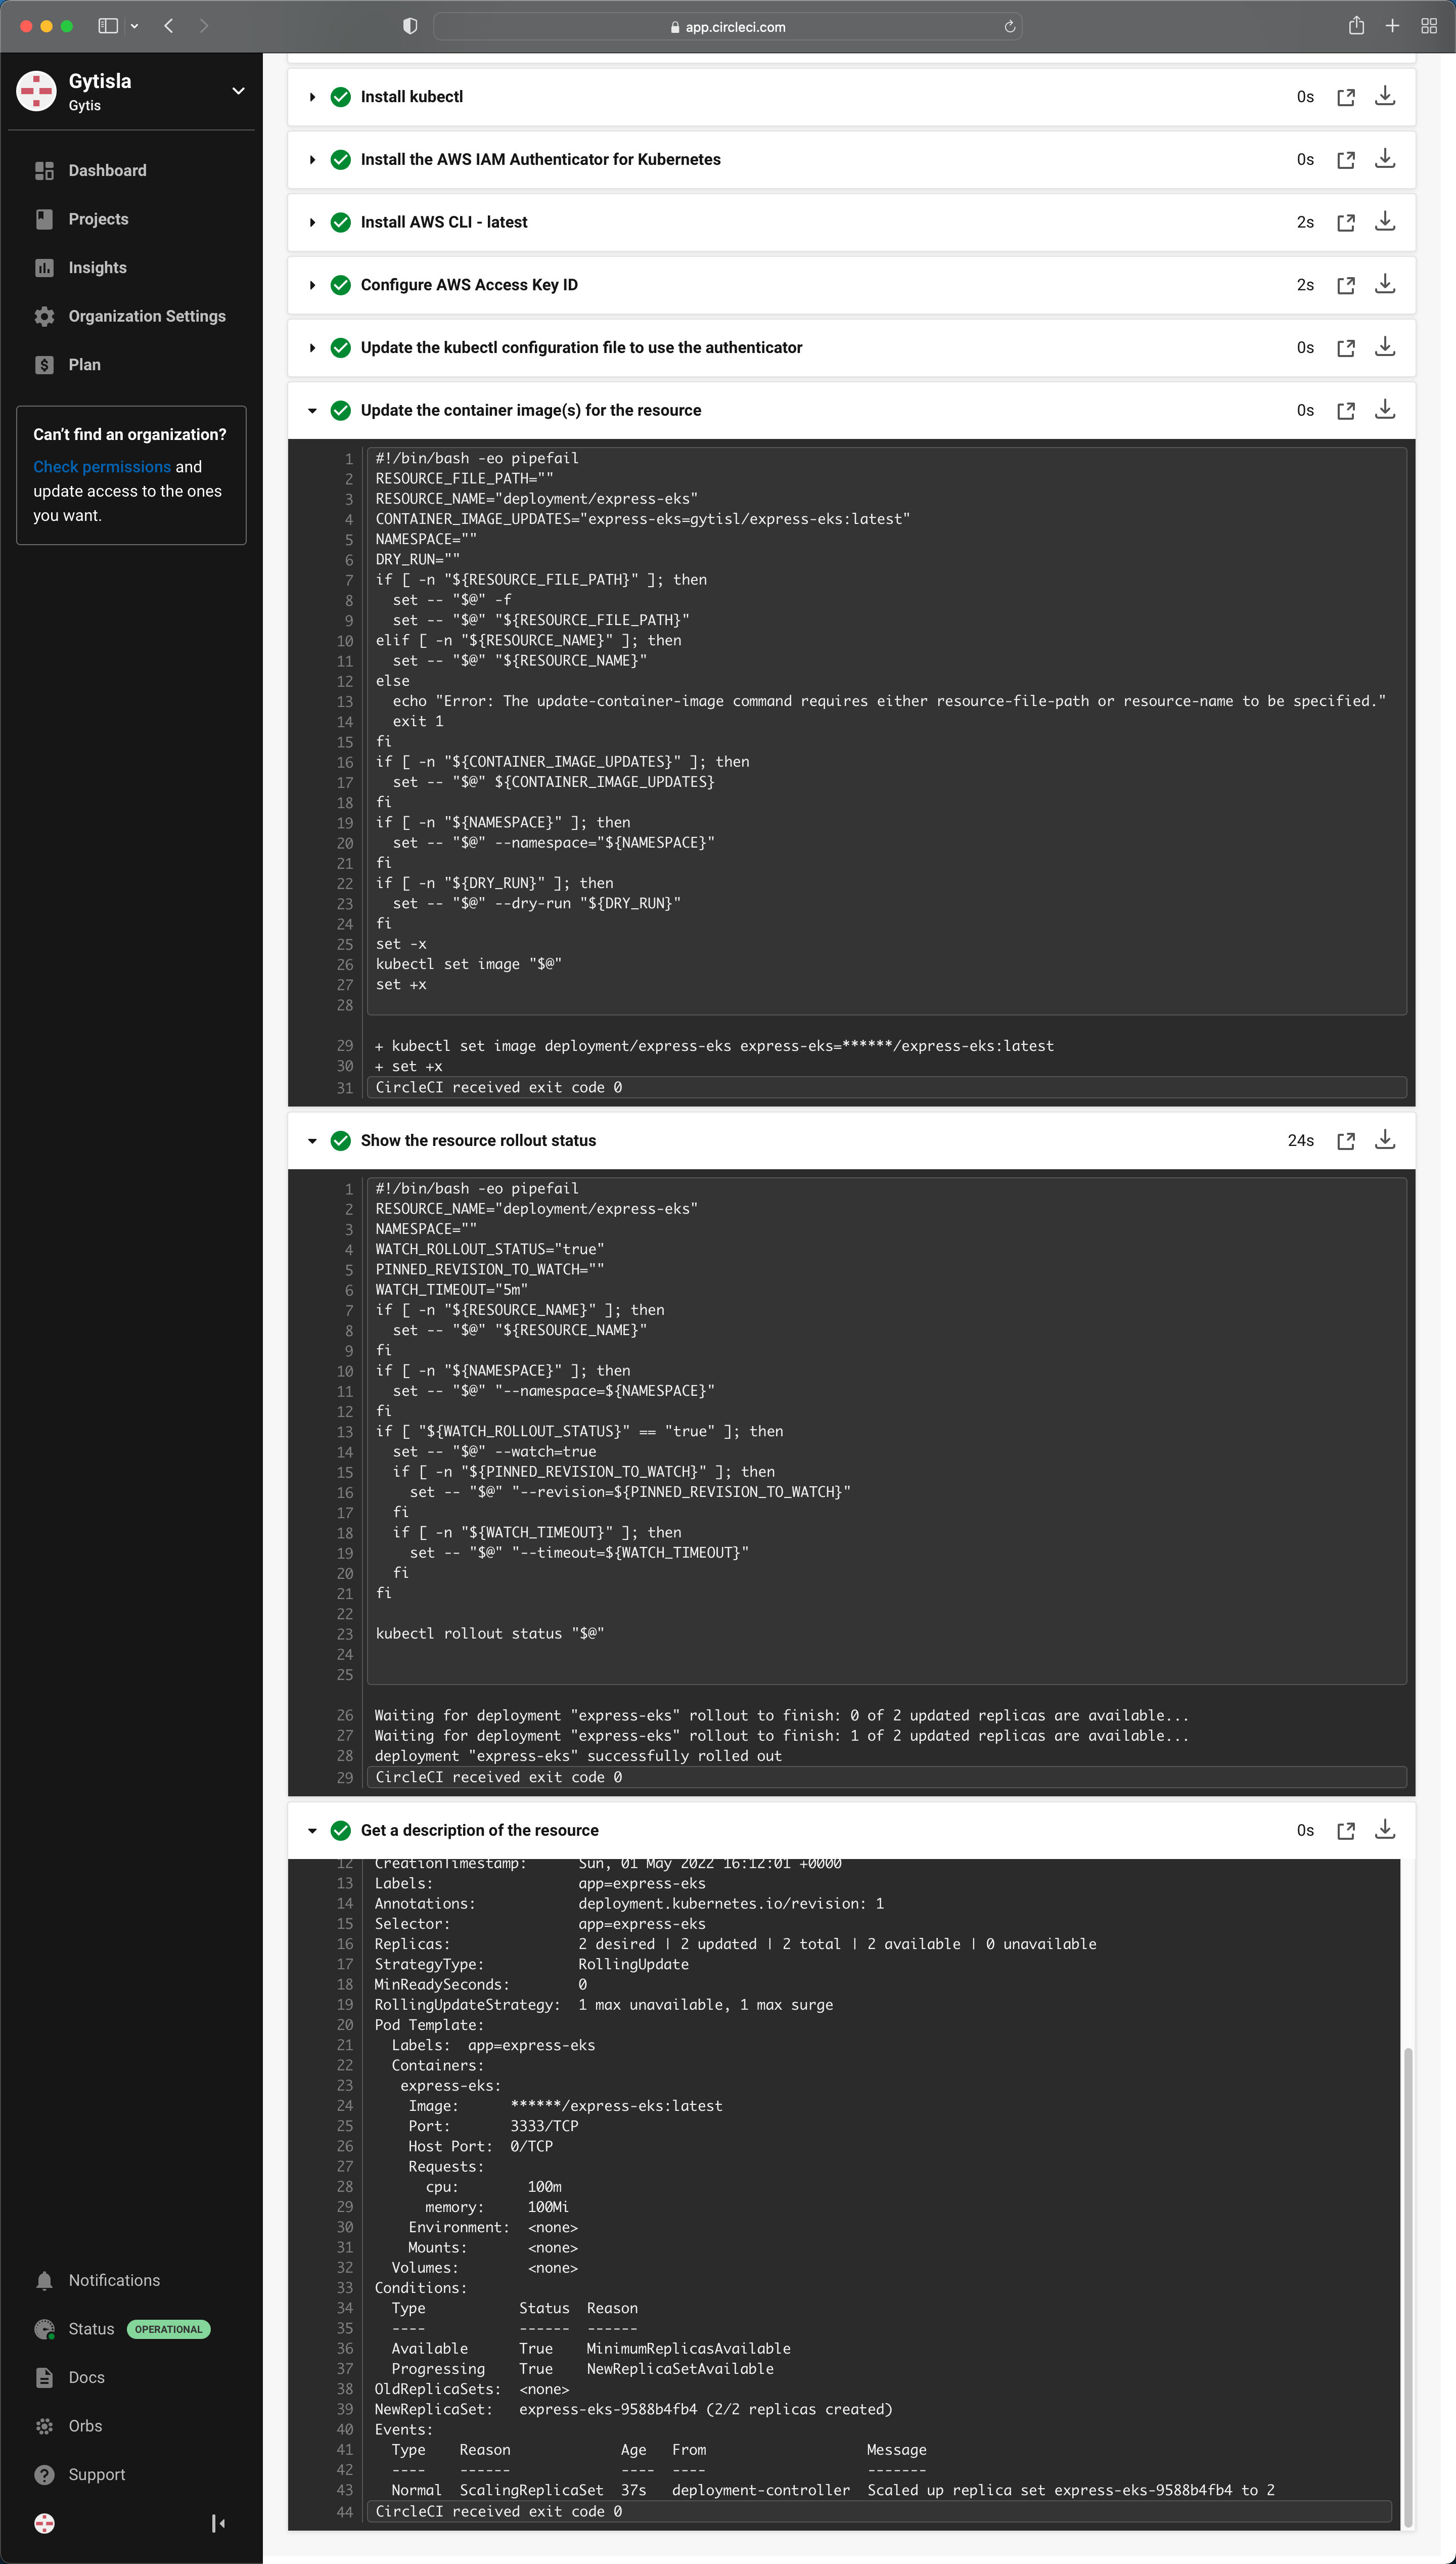 app.circleci.com
Gytisla
Gytis
Dashboard
Projects
Insights
Organization Settings
Plan
Can't find an organization?
Check permissions and
update access to the ones
you want.
Notifications
Status OPERATIONAL
Docs
Orbs
Support
Install kubectl 0s
Install the AWS IAM Authenticator for Kubernetes 0s
Install AWS CLI - latest 2s
Configure AWS Access Key ID 2s
Update the kubectl configuration file to use the authenticator 0s
Update the container image(s) for the resource 0s
1 #!/bin/bash -eo pipefail
2 RESOURCE_FILE_PATH=""
3 RESOURCE_NAME="deployment/express-eks"
4 CONTAINER_IMAGE_UPDATES="express-eks=gytisl/express-eks:latest"
5 NAMESPACE=""
6 DRY_RUN=""
7 if [ -n "${RESOURCE_FILE_PATH}" ]; then
8   set -- "$@" -f
9   set -- "$@" "${RESOURCE_FILE_PATH}"
10 elif [ -n "${RESOURCE_NAME}" ]; then
11   set -- "$@" "${RESOURCE_NAME}"
12 else
13   echo "Error: The update-container-image command requires either resource-file-path or resource-name to be specified."
14   exit 1
15 fi
16 if [ -n "${CONTAINER_IMAGE_UPDATES}" ]; then
17   set -- "$@" ${CONTAINER_IMAGE_UPDATES}
18 fi
19 if [ -n "${NAMESPACE}" ]; then
20   set -- "$@" --namespace="${NAMESPACE}"
21 fi
22 if [ -n "${DRY_RUN}" ]; then
23   set -- "$@" --dry-run "${DRY_RUN}"
24 fi
25 set -x
26 kubectl set image "$@"
27 set +x
28
29 + kubectl set image deployment/express-eks express-eks=******/express-eks:latest
30 + set +x
31 CircleCI received exit code 0
Show the resource rollout status 24s
1 #!/bin/bash -eo pipefail
2 RESOURCE_NAME="deployment/express-eks"
3 NAMESPACE=""
4 WATCH_ROLLOUT_STATUS="true"
5 PINNED_REVISION_TO_WATCH=""
6 WATCH_TIMEOUT="5m"
7 if [ -n "${RESOURCE_NAME}" ]; then
8   set -- "$@" "${RESOURCE_NAME}"
9 fi
10 if [ -n "${NAMESPACE}" ]; then
11   set -- "$@" "--namespace=${NAMESPACE}"
12 fi
13 if [ "${WATCH_ROLLOUT_STATUS}" == "true" ]; then
14   set -- "$@" --watch=true
15   if [ -n "${PINNED_REVISION_TO_WATCH}" ]; then
16     set -- "$@" "--revision=${PINNED_REVISION_TO_WATCH}"
17   fi
18   if [ -n "${WATCH_TIMEOUT}" ]; then
19     set -- "$@" "--timeout=${WATCH_TIMEOUT}"
20   fi
21 fi
22
23 kubectl rollout status "$@"
24
25
26 Waiting for deployment "express-eks" rollout to finish: 0 of 2 updated replicas are available...
27 Waiting for deployment "express-eks" rollout to finish: 1 of 2 updated replicas are available...
28 deployment "express-eks" successfully rolled out
29 CircleCI received exit code 0
Get a description of the resource 0s
12 CreationTimestamp:      Sun, 01 May 2022 16:12:01 +0000
13 Labels:                 app=express-eks
14 Annotations:            deployment.kubernetes.io/revision: 1
15 Selector:               app=express-eks
16 Replicas:               2 desired | 2 updated | 2 total | 2 available | 0 unavailable
17 StrategyType:           RollingUpdate
18 MinReadySeconds:        0
19 RollingUpdateStrategy:  1 max unavailable, 1 max surge
20 Pod Template:
21   Labels:  app=express-eks
22   Containers:
23    express-eks:
24     Image:      ******/express-eks:latest
25     Port:       3333/TCP
26     Host Port:  0/TCP
27     Requests:
28       cpu:        100m
29       memory:     100Mi
30     Environment:  <none>
31     Mounts:       <none>
32   Volumes:        <none>
33 Conditions:
34   Type           Status  Reason
35   ----           ------  ------
36   Available      True    MinimumReplicasAvailable
37   Progressing    True    NewReplicaSetAvailable
38 OldReplicaSets:  <none>
39 NewReplicaSet:   express-eks-9588b4fb4 (2/2 replicas created)
40 Events:
41   Type    Reason             Age   From                   Message
42   ----    ------             ----  ----                   -------
43   Normal  ScalingReplicaSet  37s   deployment-controller  Scaled up replica set express-eks-9588b4fb4 to 2
44 CircleCI received exit code 0